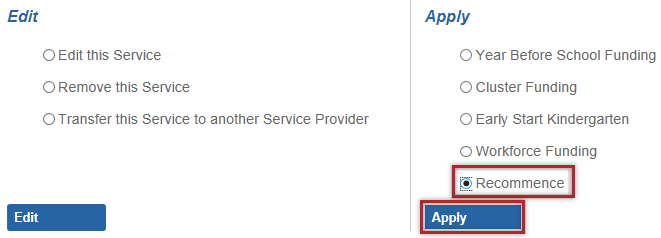 Edit
Edit this Service
Remove this Service
Transfer this Service to another Service Provider
Edit
Apply
Year Before School Funding
Cluster Funding
Early Start Kindergarten
Workforce Funding
Recommence
Apply